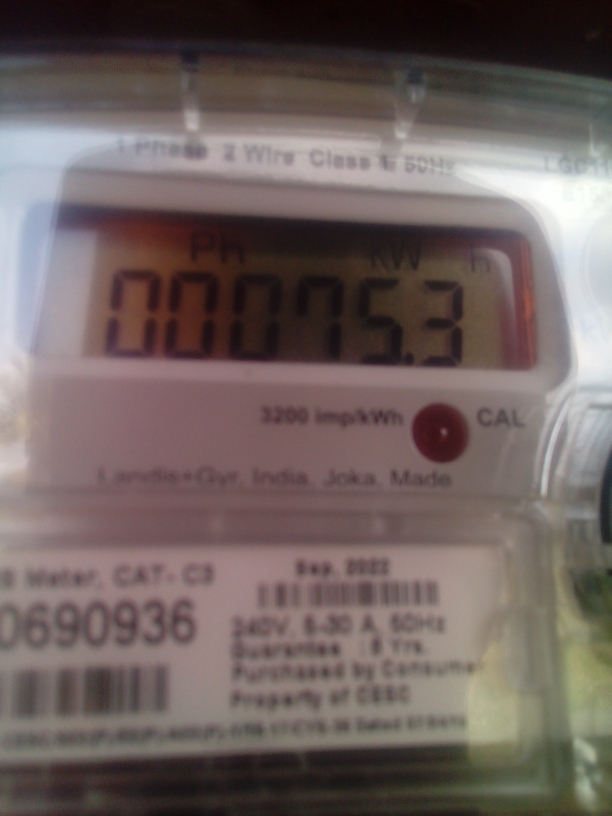 1 Phase 2 Wire Class 1, 50Hz
Ph kW h
000075.3
3200 imp/kWh CAL
Landis+Gyr, India, Joka, Made
Meter, CAT- C3
0690936
Sep, 2022
240V, 5-30 A, 50Hz
Guarantee : 5 Yrs.
Purchased by Consumer
Property of CESC